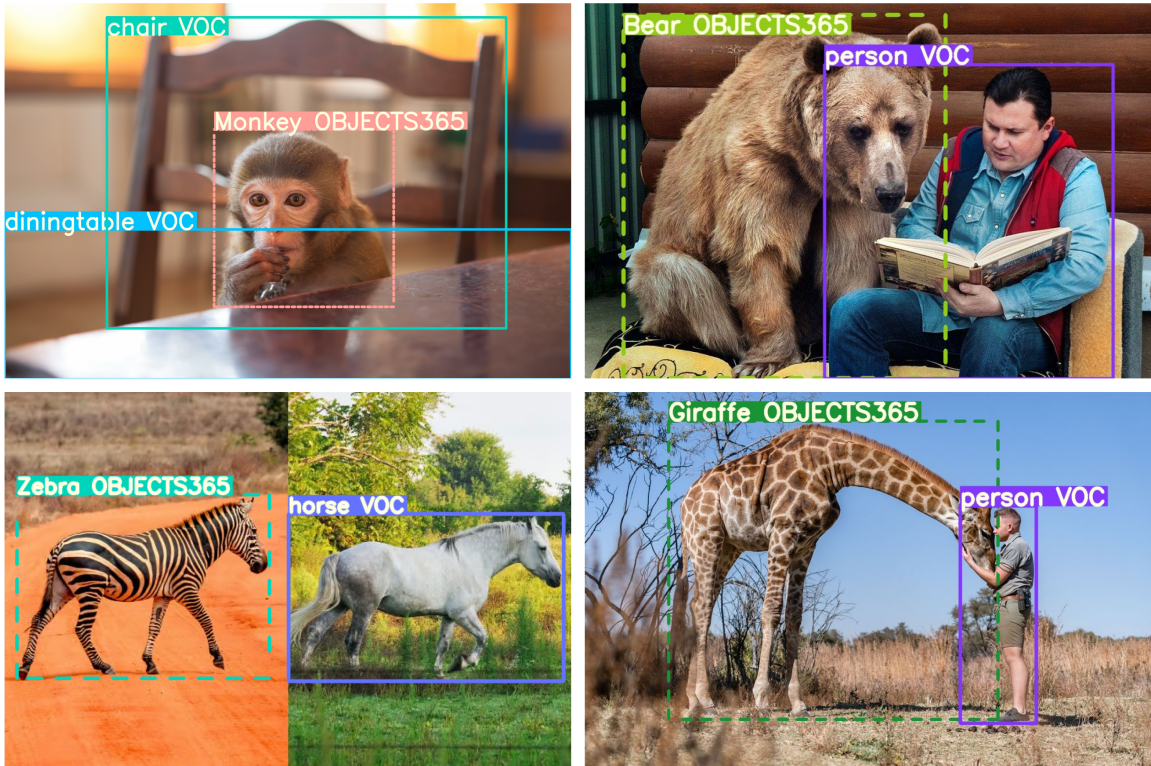 chair VOC
Monkey OBJECTS365
diningtable VOC
Bear OBJECTS365
person VOC
Zebra OBJECTS365
horse VOC
Giraffe OBJECTS365
person VOC